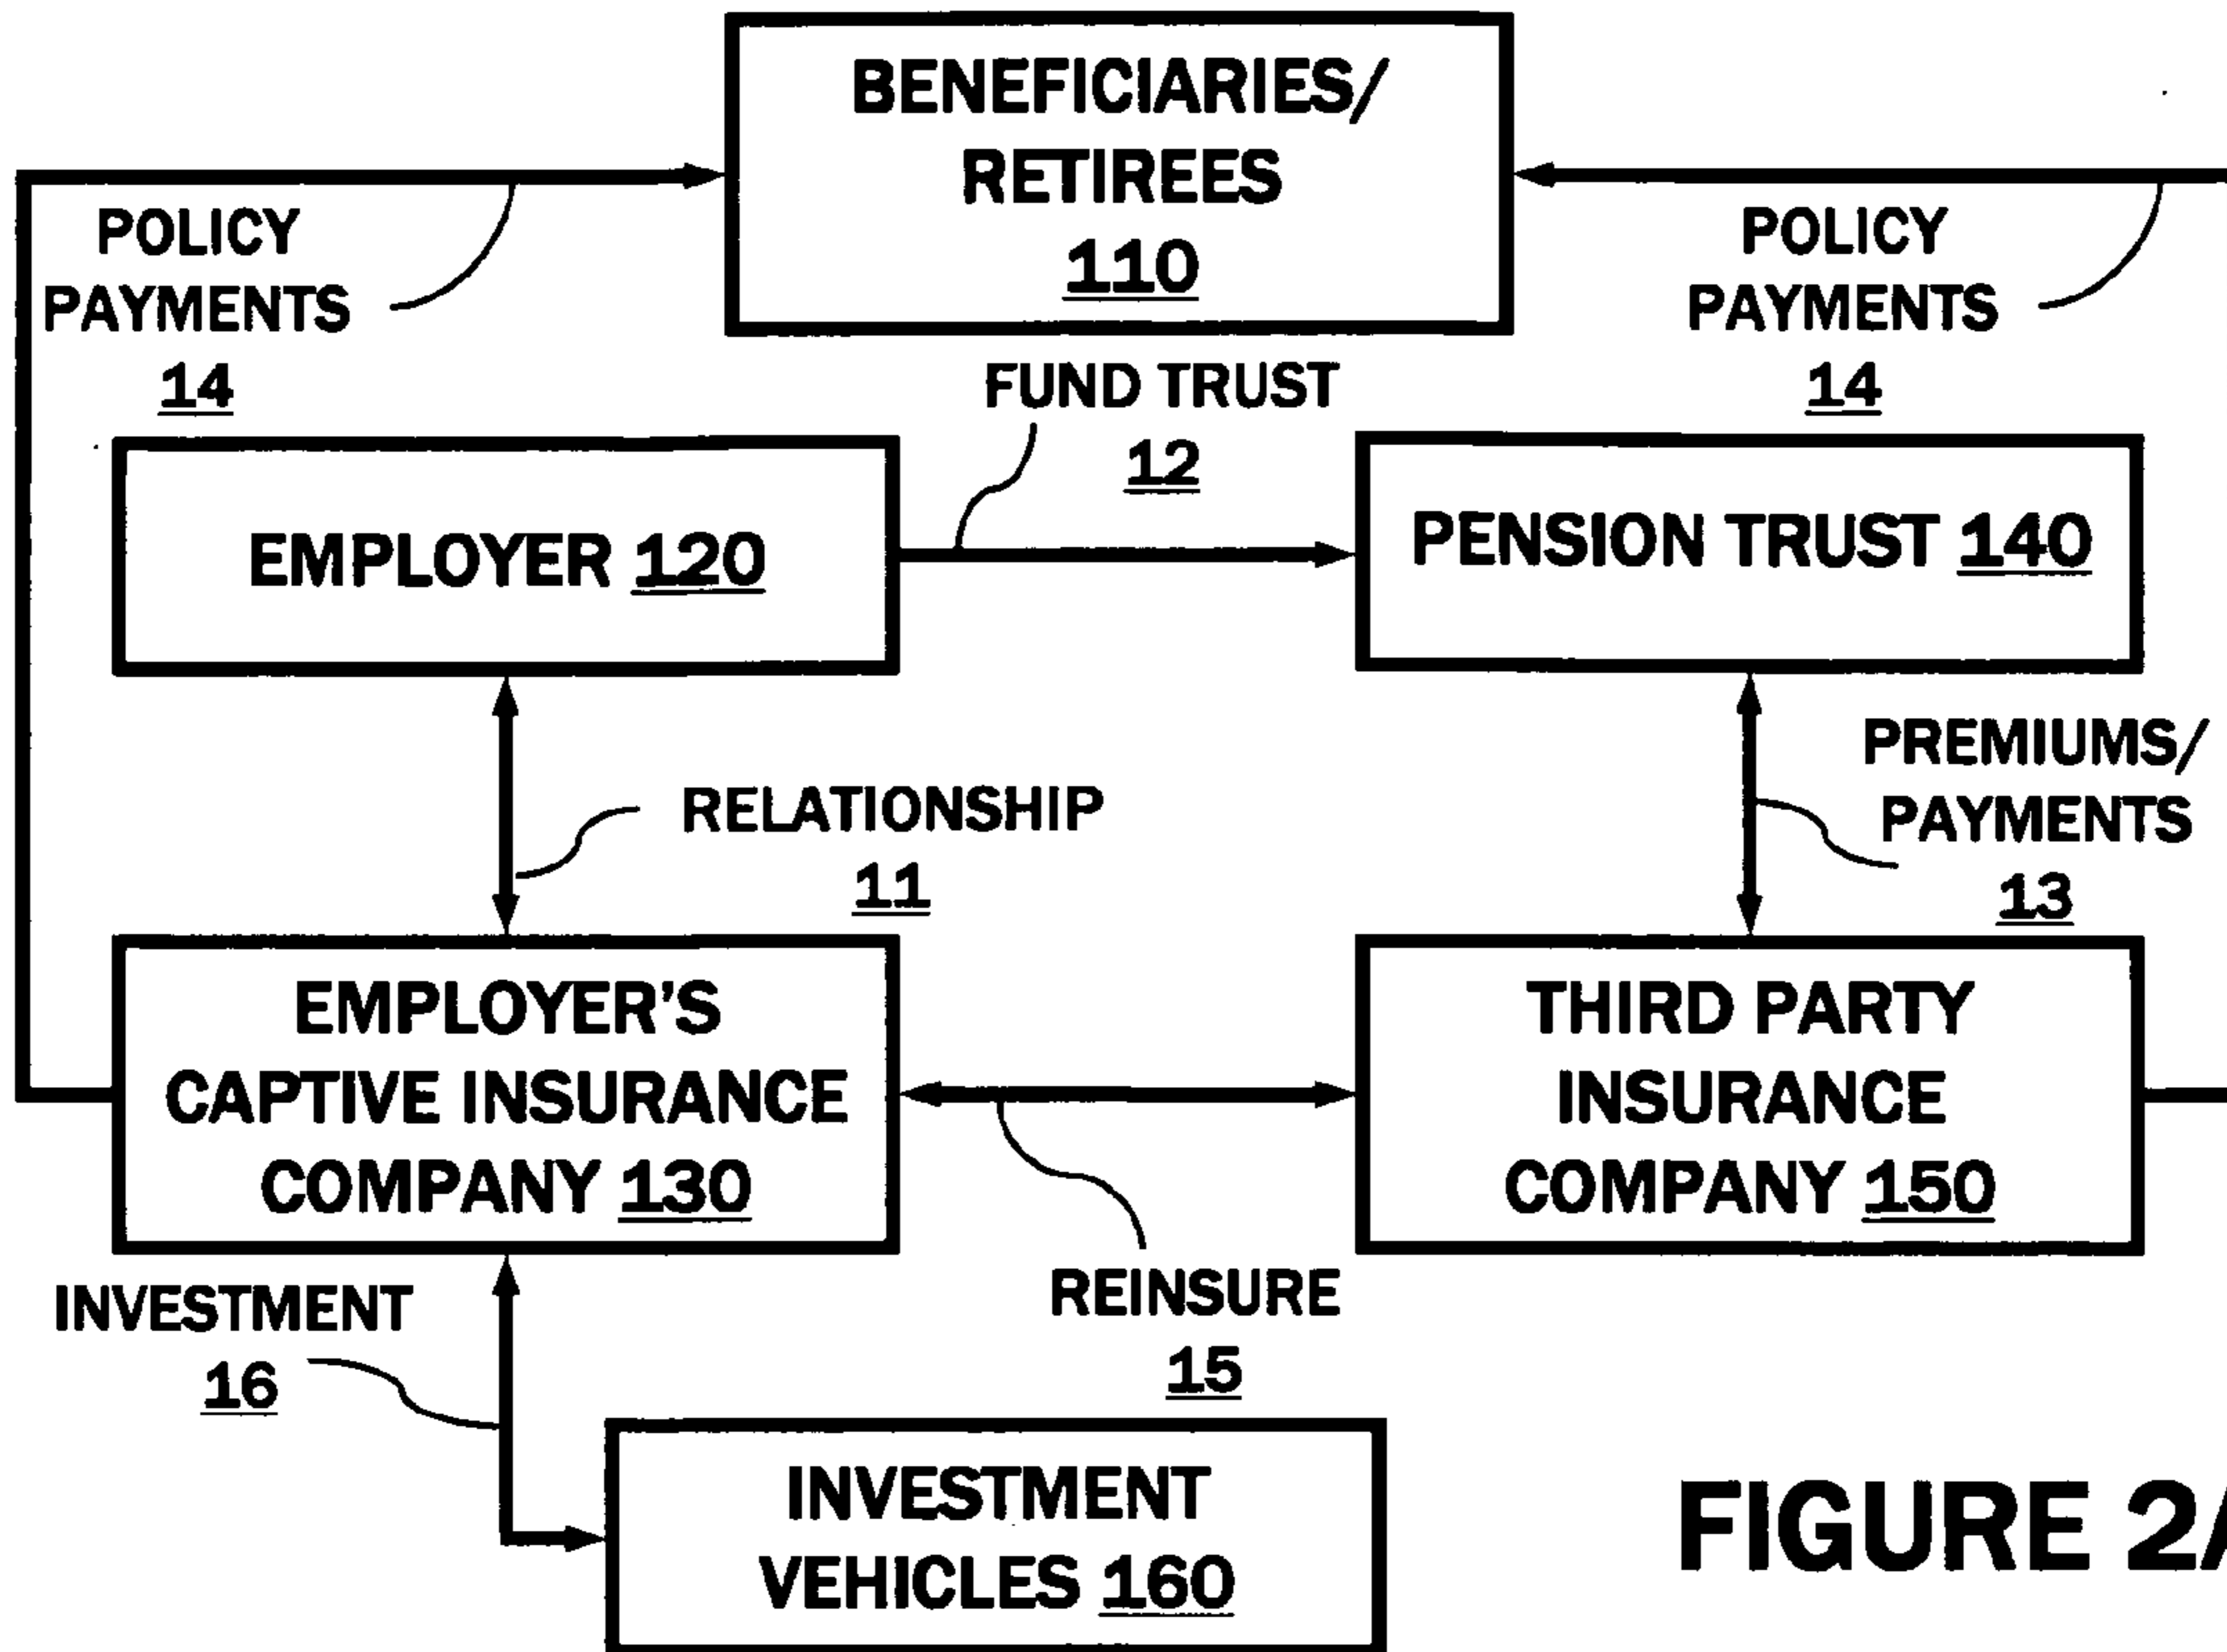 BENEFICIARIES/
RETIREES
110
POLICY
PAYMENTS
14
POLICY
PAYMENTS
14
FUND TRUST
12
EMPLOYER 120
PENSION TRUST 140
RELATIONSHIP
11
PREMIUMS/
PAYMENTS
13
EMPLOYER'S
CAPTIVE INSURANCE
COMPANY 130
THIRD PARTY
INSURANCE
COMPANY 150
REINSURE
15
INVESTMENT
16
INVESTMENT
VEHICLES 160
FIGURE